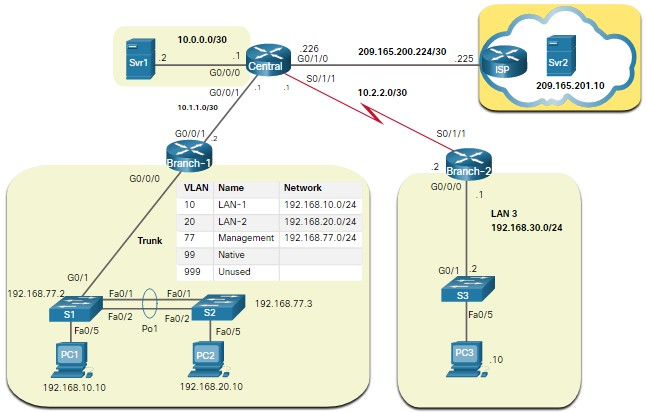 10.0.0.0/30
Svr1
.2
.1
G0/0/0
Central
.226
G0/1/0
209.165.200.224/30
.225
ISP
Svr2
209.165.201.10
G0/0/1
.1
.1
S0/1/1
10.2.2.0/30
10.1.1.0/30
G0/0/1
.2
Branch-1
S0/1/1
.2
Branch-2
G0/0/0
G0/0/0
.1
VLAN Name Network
10 LAN-1 192.168.10.0/24
20 LAN-2 192.168.20.0/24
77 Management 192.168.77.0/24
99 Native
999 Unused
LAN 3
192.168.30.0/24
Trunk
G0/1
192.168.77.2
S1
Fa0/1
Fa0/1
Fa0/2
Fa0/2
Po1
S2
192.168.77.3
Fa0/5
PC1
192.168.10.10
Fa0/5
PC2
192.168.20.10
G0/1
.2
S3
Fa0/5
PC3
.10